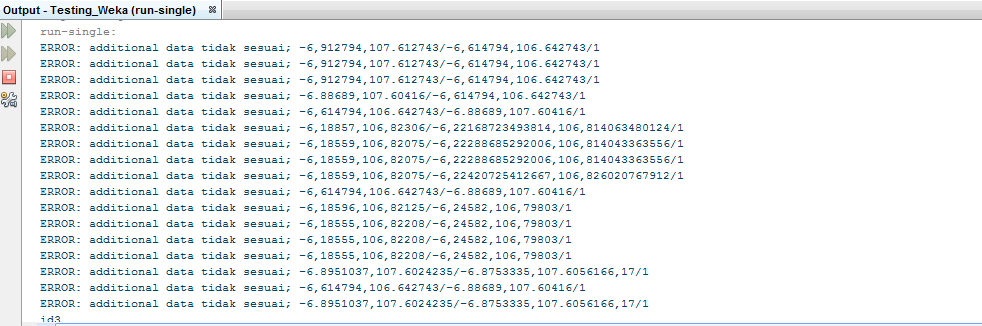 Output - Testing_Weka (run-single)
run-single:
ERROR: additional data tidak sesuai; -6,912794,107.612743/-6,614794,106.642743/1
ERROR: additional data tidak sesuai; -6,912794,107.612743/-6,614794,106.642743/1
ERROR: additional data tidak sesuai; -6,912794,107.612743/-6,614794,106.642743/1
ERROR: additional data tidak sesuai; -6.88689,107.60416/-6,614794,106.642743/1
ERROR: additional data tidak sesuai; -6,614794,106.642743/-6.88689,107.60416/1
ERROR: additional data tidak sesuai; -6,18857,106,82306/-6,22168723493814,106,814063480124/1
ERROR: additional data tidak sesuai; -6,18559,106,82075/-6,22288685292006,106,814043363556/1
ERROR: additional data tidak sesuai; -6,18559,106,82075/-6,22288685292006,106,814043363556/1
ERROR: additional data tidak sesuai; -6,18559,106,82075/-6,22420725412667,106,826020767912/1
ERROR: additional data tidak sesuai; -6,614794,106.642743/-6.88689,107.60416/1
ERROR: additional data tidak sesuai; -6,18596,106,82125/-6,24582,106,79803/1
ERROR: additional data tidak sesuai; -6,18555,106,82208/-6,24582,106,79803/1
ERROR: additional data tidak sesuai; -6,18555,106,82208/-6,24582,106,79803/1
ERROR: additional data tidak sesuai; -6,18555,106,82208/-6,24582,106,79803/1
ERROR: additional data tidak sesuai; -6.8951037,107.6024235/-6.8753335,107.6056166,17/1
ERROR: additional data tidak sesuai; -6,614794,106.642743/-6.88689,107.60416/1
ERROR: additional data tidak sesuai; -6.8951037,107.6024235/-6.8753335,107.6056166,17/1
id3